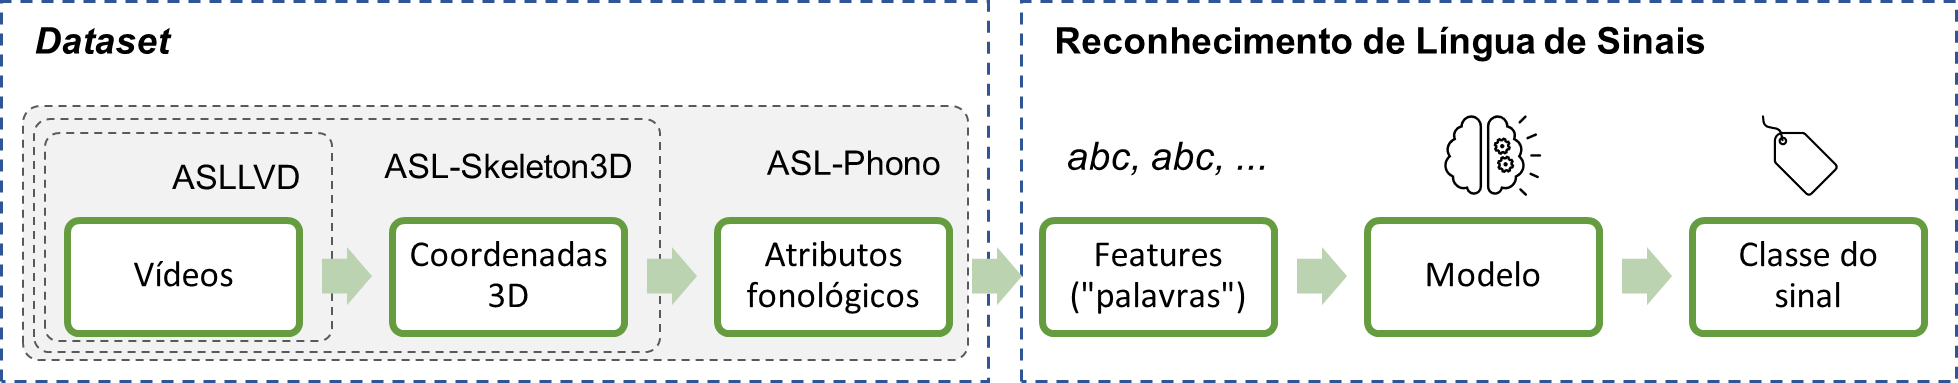 Dataset
ASLLVD
Vídeos
ASL-Skeleton3D
Coordenadas
3D
ASL-Phono
Atributos
fonológicos
Reconhecimento de Língua de Sinais
abc, abc, ...
Features
("palavras")
Modelo
Classe do
sinal